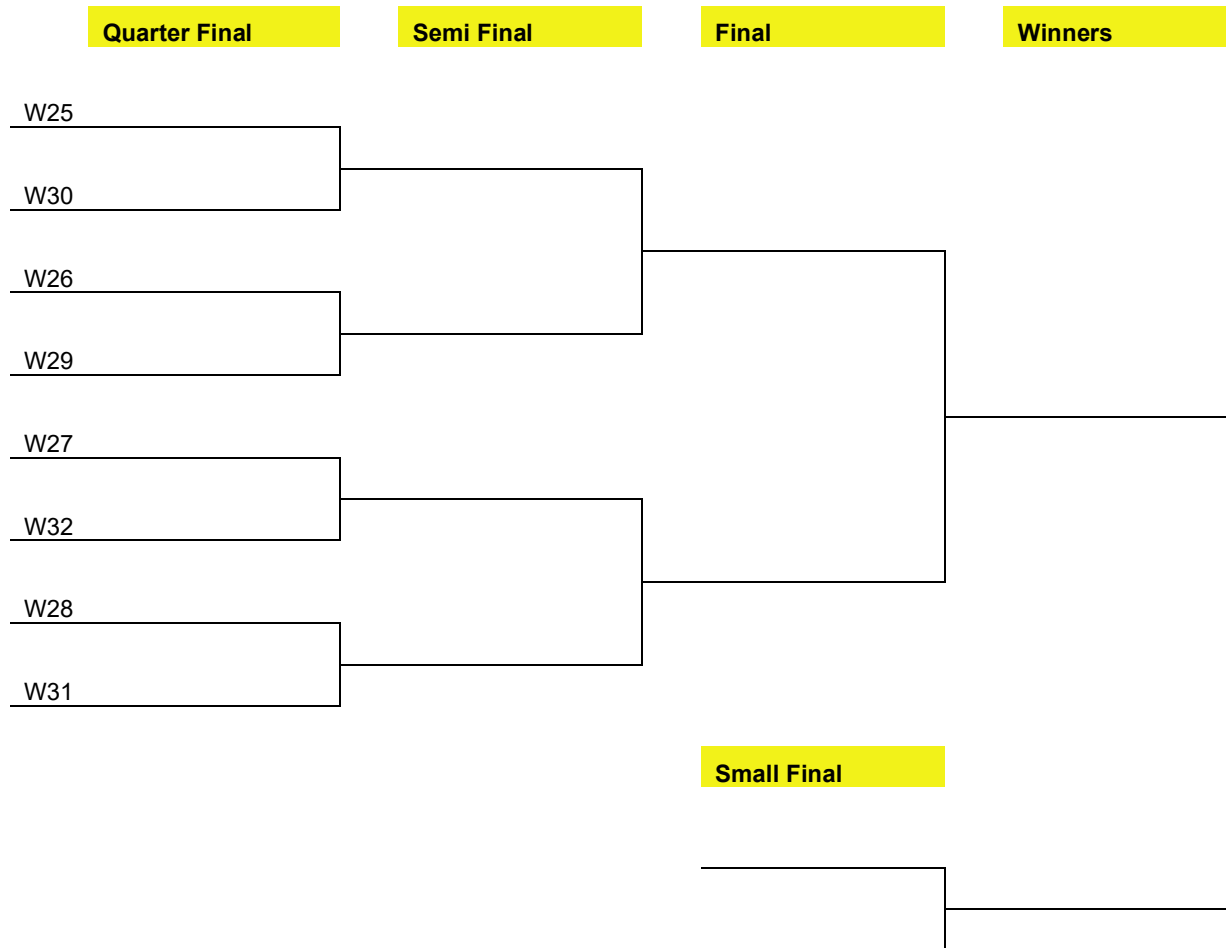 Quarter Final
Semi Final
Final
Winners
W25
W30
W26
W29
W27
W32
W28
W31
Small Final